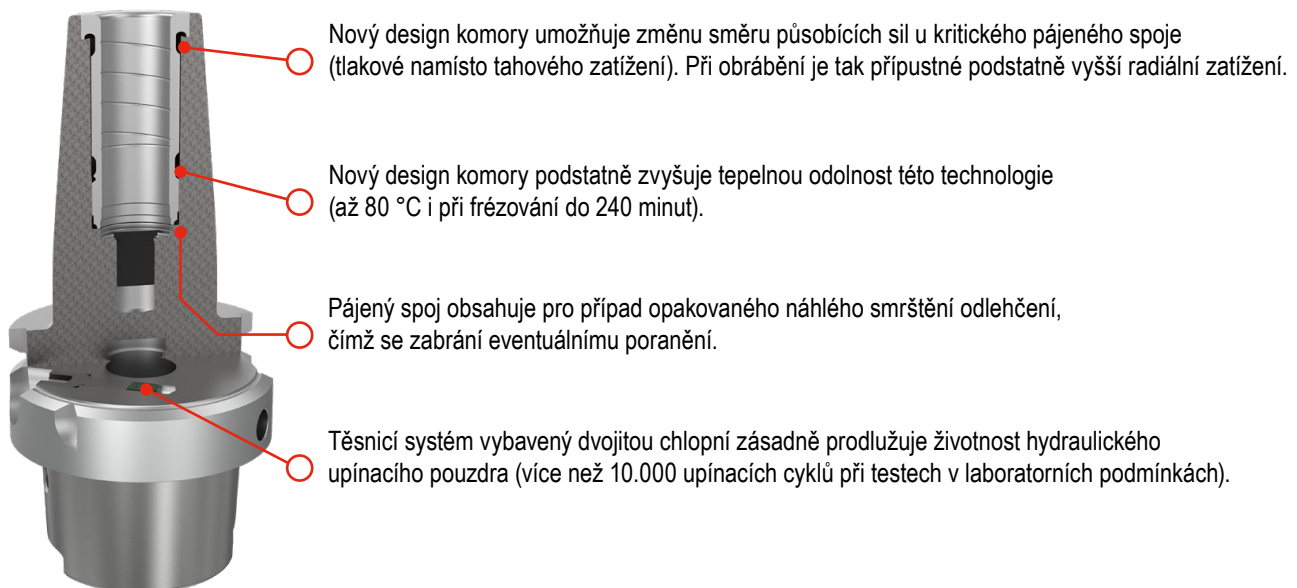 Nový design komory umožňuje změnu směru působících sil u kritického pájeného spoje
(tlakové namísto tahového zatížení). Při obrábění je tak přípustné podstatně vyšší radiální zatížení.
Nový design komory podstatně zvyšuje tepelnou odolnost této technologie
(až 80 °C i při frézování do 240 minut).
Pájený spoj obsahuje pro případ opakovaného náhlého smrštění odlehčení,
čímž se zabrání eventuálnímu poranění.
Těsnicí systém vybavený dvojitou chlopní zásadně prodlužuje životnost hydraulického
upínacího pouzdra (více než 10.000 upínacích cyklů při testech v laboratorních podmínkách).